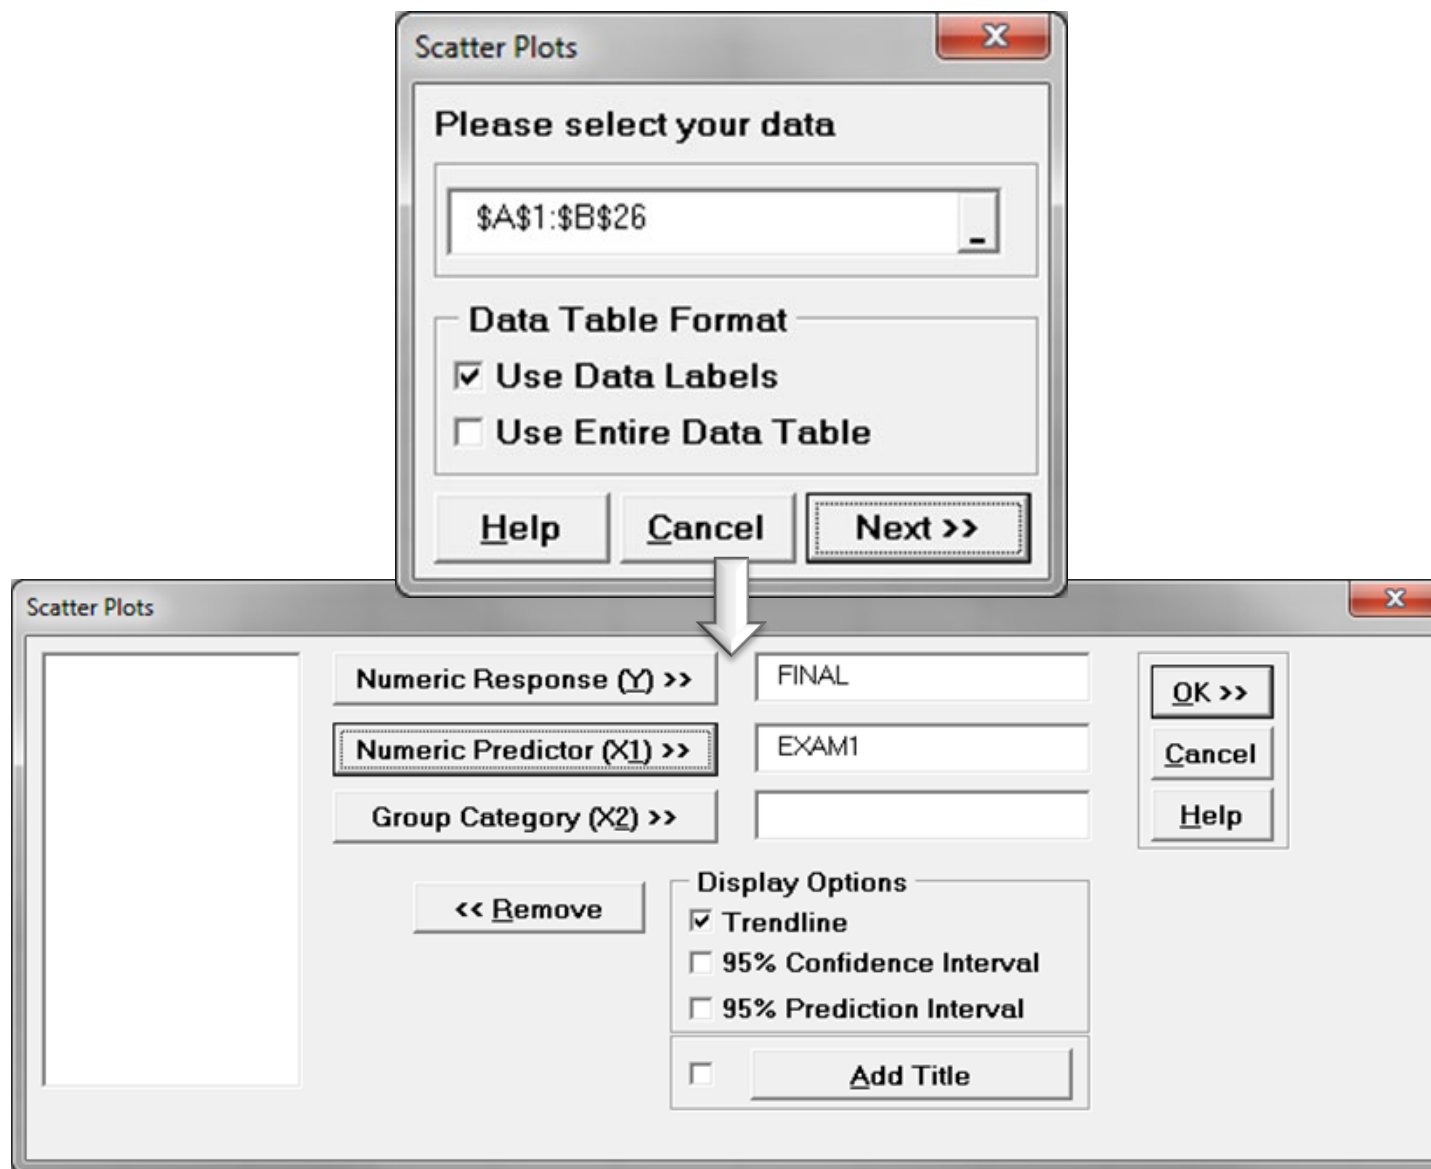 Scatter Plots
Please select your data
$A$1:$B$26
Data Table Format
Use Data Labels
Use Entire Data Table
Help Cancel Next >>
Scatter Plots
Numeric Response (Y) >> FINAL OK >>
Numeric Predictor (X1) >> EXAM1 Cancel
Group Category (X2) >> Help
<< Remove
Display Options
Trendline
95% Confidence Interval
95% Prediction Interval
Add Title